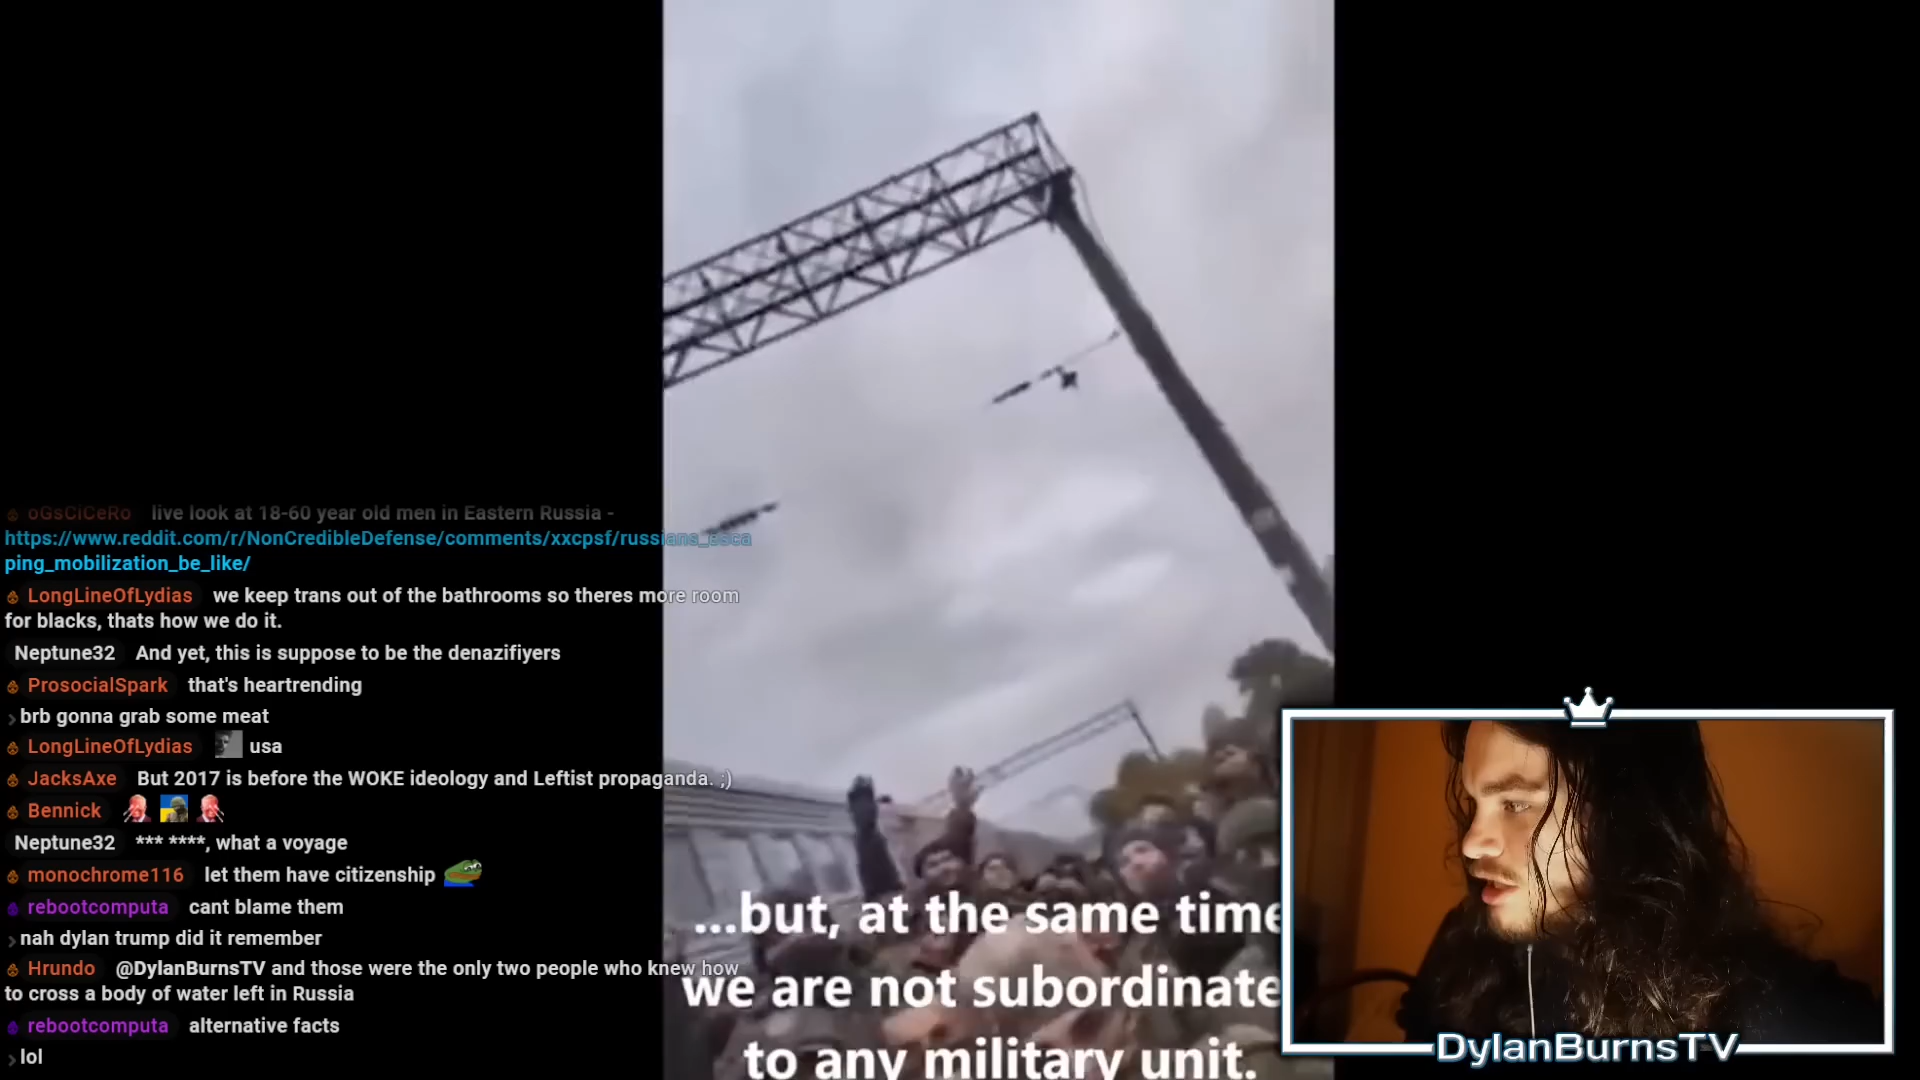 oGsCiCeRo live look at 18-60 year old men in Eastern Russia -
https://www.reddit.com/r/NonCredibleDefense/comments/xxcpsf/russians_esca
ping_mobilization_be_like/
LongLineOfLydias we keep trans out of the bathrooms so theres more room
for blacks, thats how we do it.
Neptune32 And yet, this is suppose to be the denazifiyers
ProsocialSpark that's heartrending
brb gonna grab some meat
LongLineOfLydias usa
JacksAxe But 2017 is before the WOKE ideology and Leftist propaganda. ;)
Bennick
Neptune32 *** ****, what a voyage
monochrome116 let them have citizenship
rebootcomputa cant blame them
nah dylan trump did it remember
Hrundo @DylanBurnsTV and those were the only two people who knew how
to cross a body of water left in Russia
rebootcomputa alternative facts
lol
...but, at the same time
we are not subordinate
to any military unit.
DylanBurnsTV